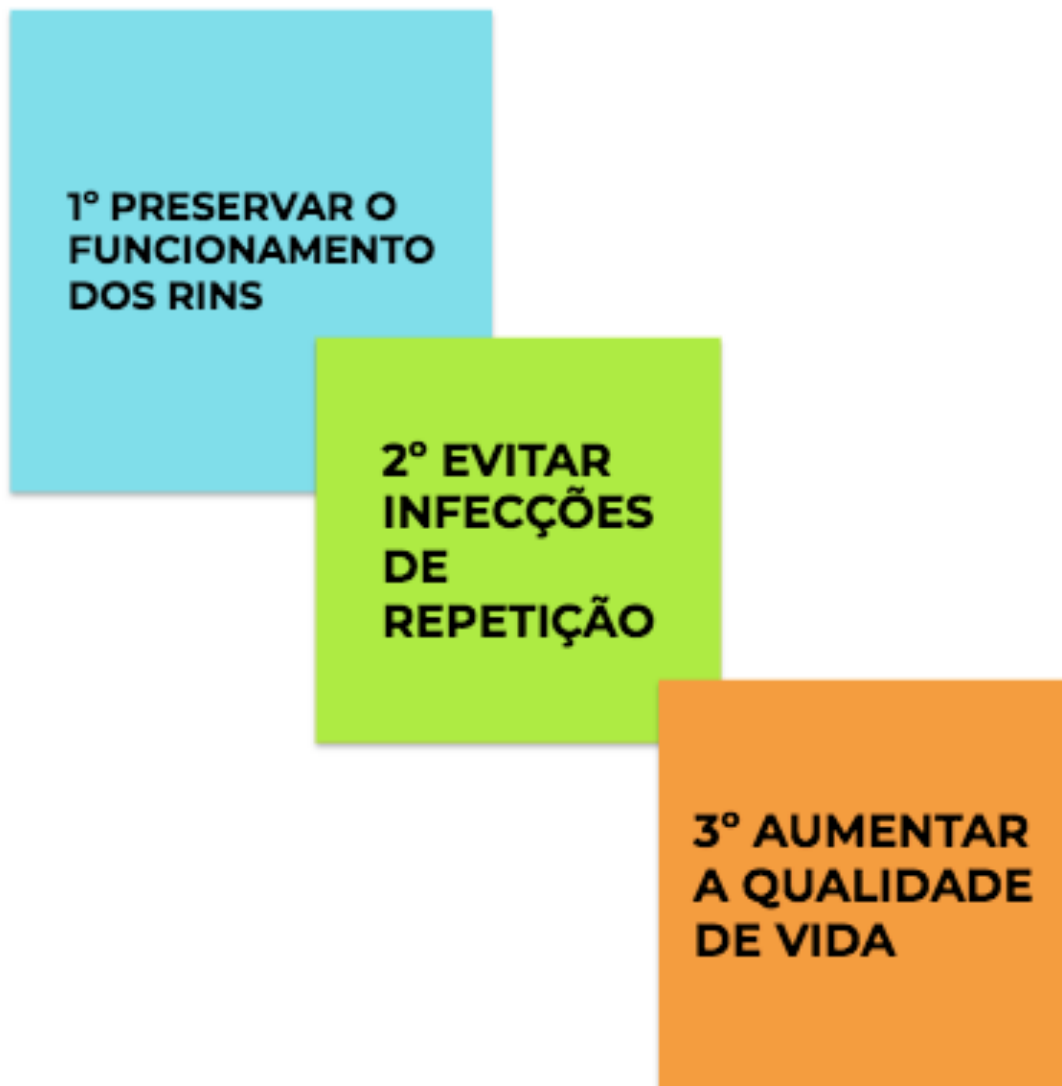 1º PRESERVAR O
FUNCIONAMENTO
DOS RINS
2º EVITAR
INFECÇÕES
DE
REPETIÇÃO
3º AUMENTAR
A QUALIDADE
DE VIDA